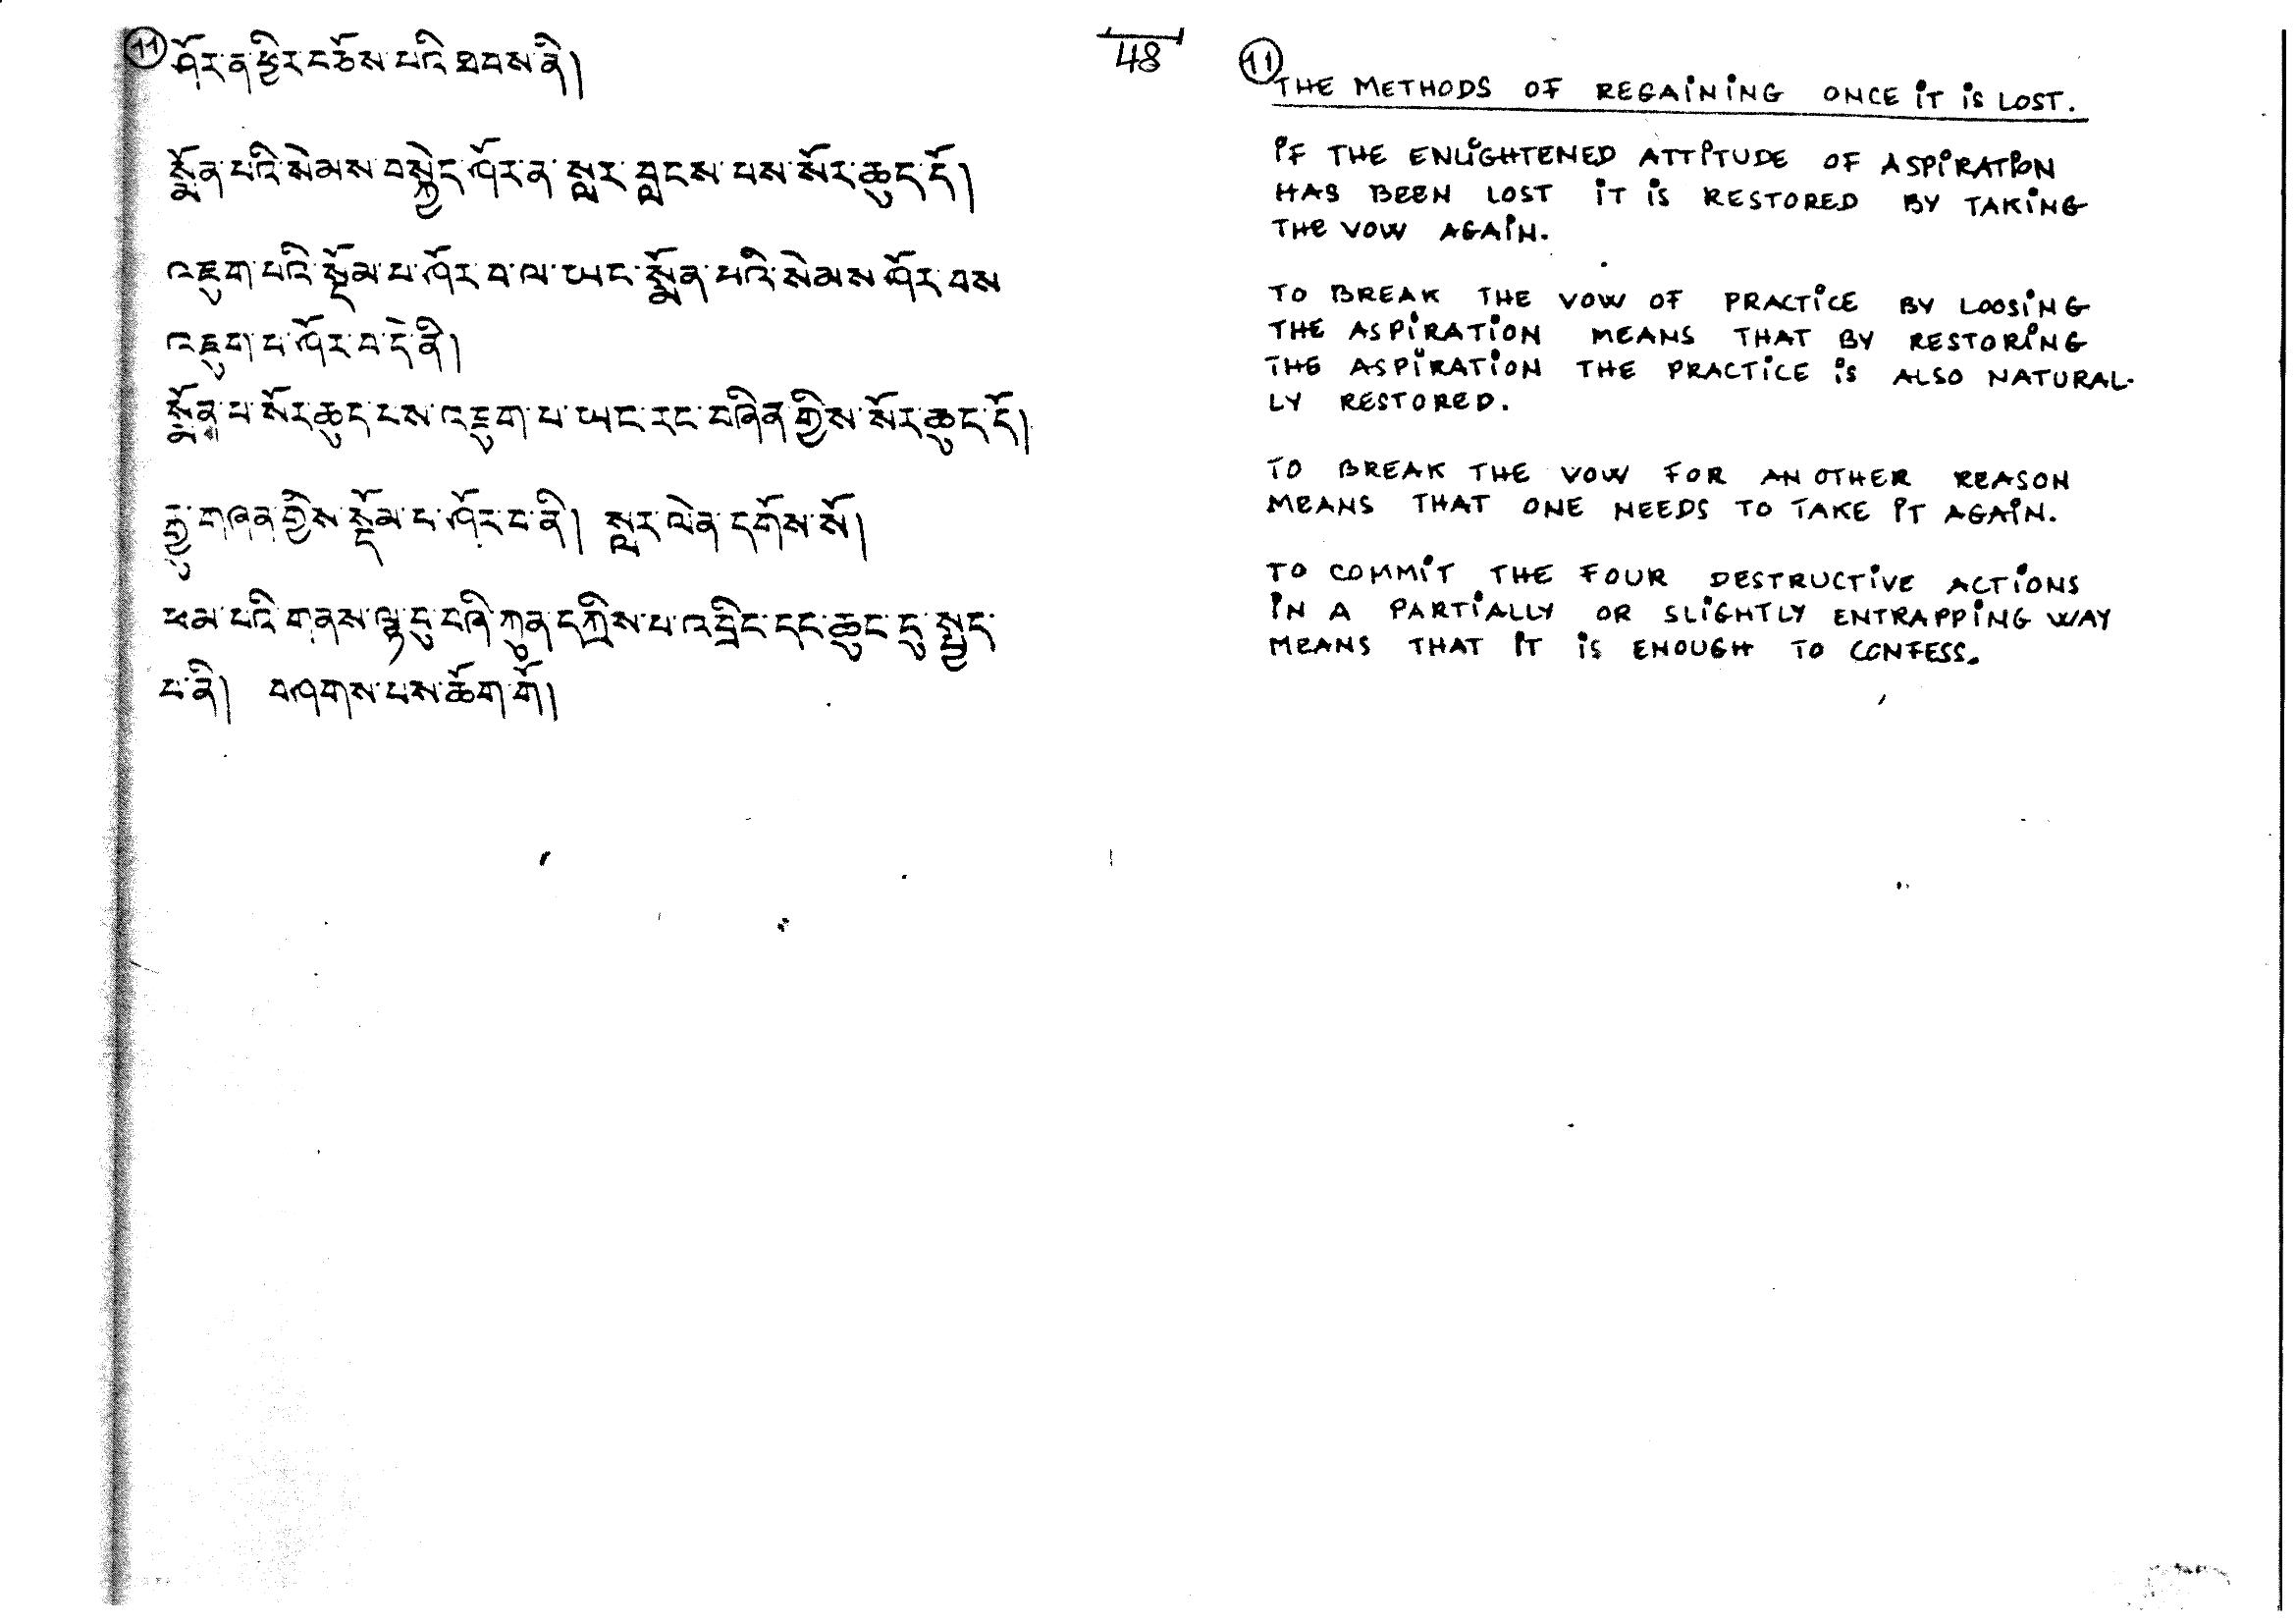 11 ཤོར་ན་ཕྱིར་བཅོས་པའི་ཐབས་ནི།
སྨོན་པའི་སེམས་བསྐྱེད་ཤོར་ན་སླར་བླངས་པས་སོར་ཆུད་དོ།
འཇུག་པའི་སྡོམ་པ་ཤོར་བ་ལ་ཡང་སྨོན་པའི་སེམས་ཤོར་བས
འཇུག་པ་ཤོར་བ་དེ་ནི།
སྨོན་པ་སོར་ཆུད་པས་འཇུག་པ་ཡང་རང་བཞིན་གྱིས་སོར་ཆུད་དོ།
རྒྱུ་གཞན་གྱིས་སྡོམ་པ་ཤོར་བ་ནི། སླར་ལེན་དགོས་སོ།
ཕམ་པའི་གནས་ལྟ་བུ་བཞི་ཀུན་དཀྲིས་པ་འབྲིང་དང་ཆུང་ངུ་སྤྱད་
པ་ནི། བཤགས་པས་ཆོག་གོ།
48
11 THE METHODS OF REGAINING ONCE IT IS LOST.
IF THE ENLIGHTENED ATTITUDE OF ASPIRATION
HAS BEEN LOST IT IS RESTORED BY TAKING
THE VOW AGAIN.
TO BREAK THE VOW OF PRACTICE BY LOOSING
THE ASPIRATION MEANS THAT BY RESTORING
THE ASPIRATION THE PRACTICE IS ALSO NATURAL-
LY RESTORED.
TO BREAK THE VOW FOR AN OTHER REASON
MEANS THAT ONE NEEDS TO TAKE IT AGAIN.
TO COMMIT THE FOUR DESTRUCTIVE ACTIONS
IN A PARTIALLY OR SLIGHTLY ENTRAPPING WAY
MEANS THAT IT IS ENOUGH TO CONFESS.